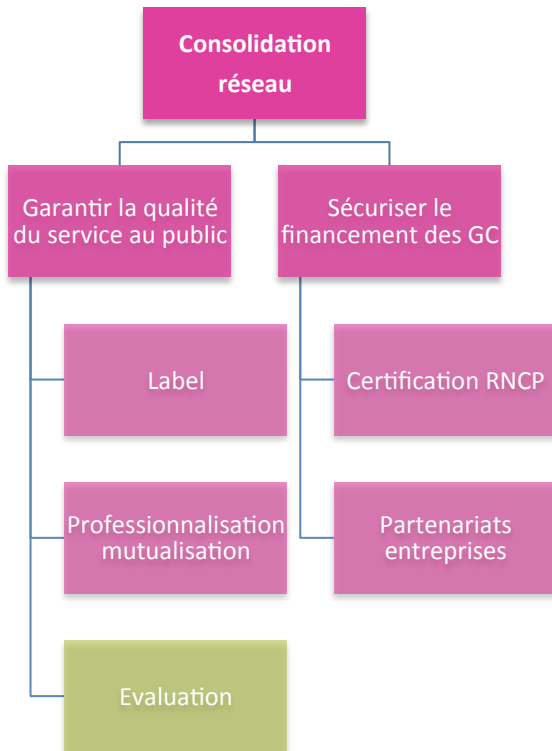 Consolidation
réseau
Garantir la qualité
du service au public
Sécuriser le
financement des GC
Label
Certification RNCP
Professionnalisation
mutualisation
Partenariats
entreprises
Evaluation